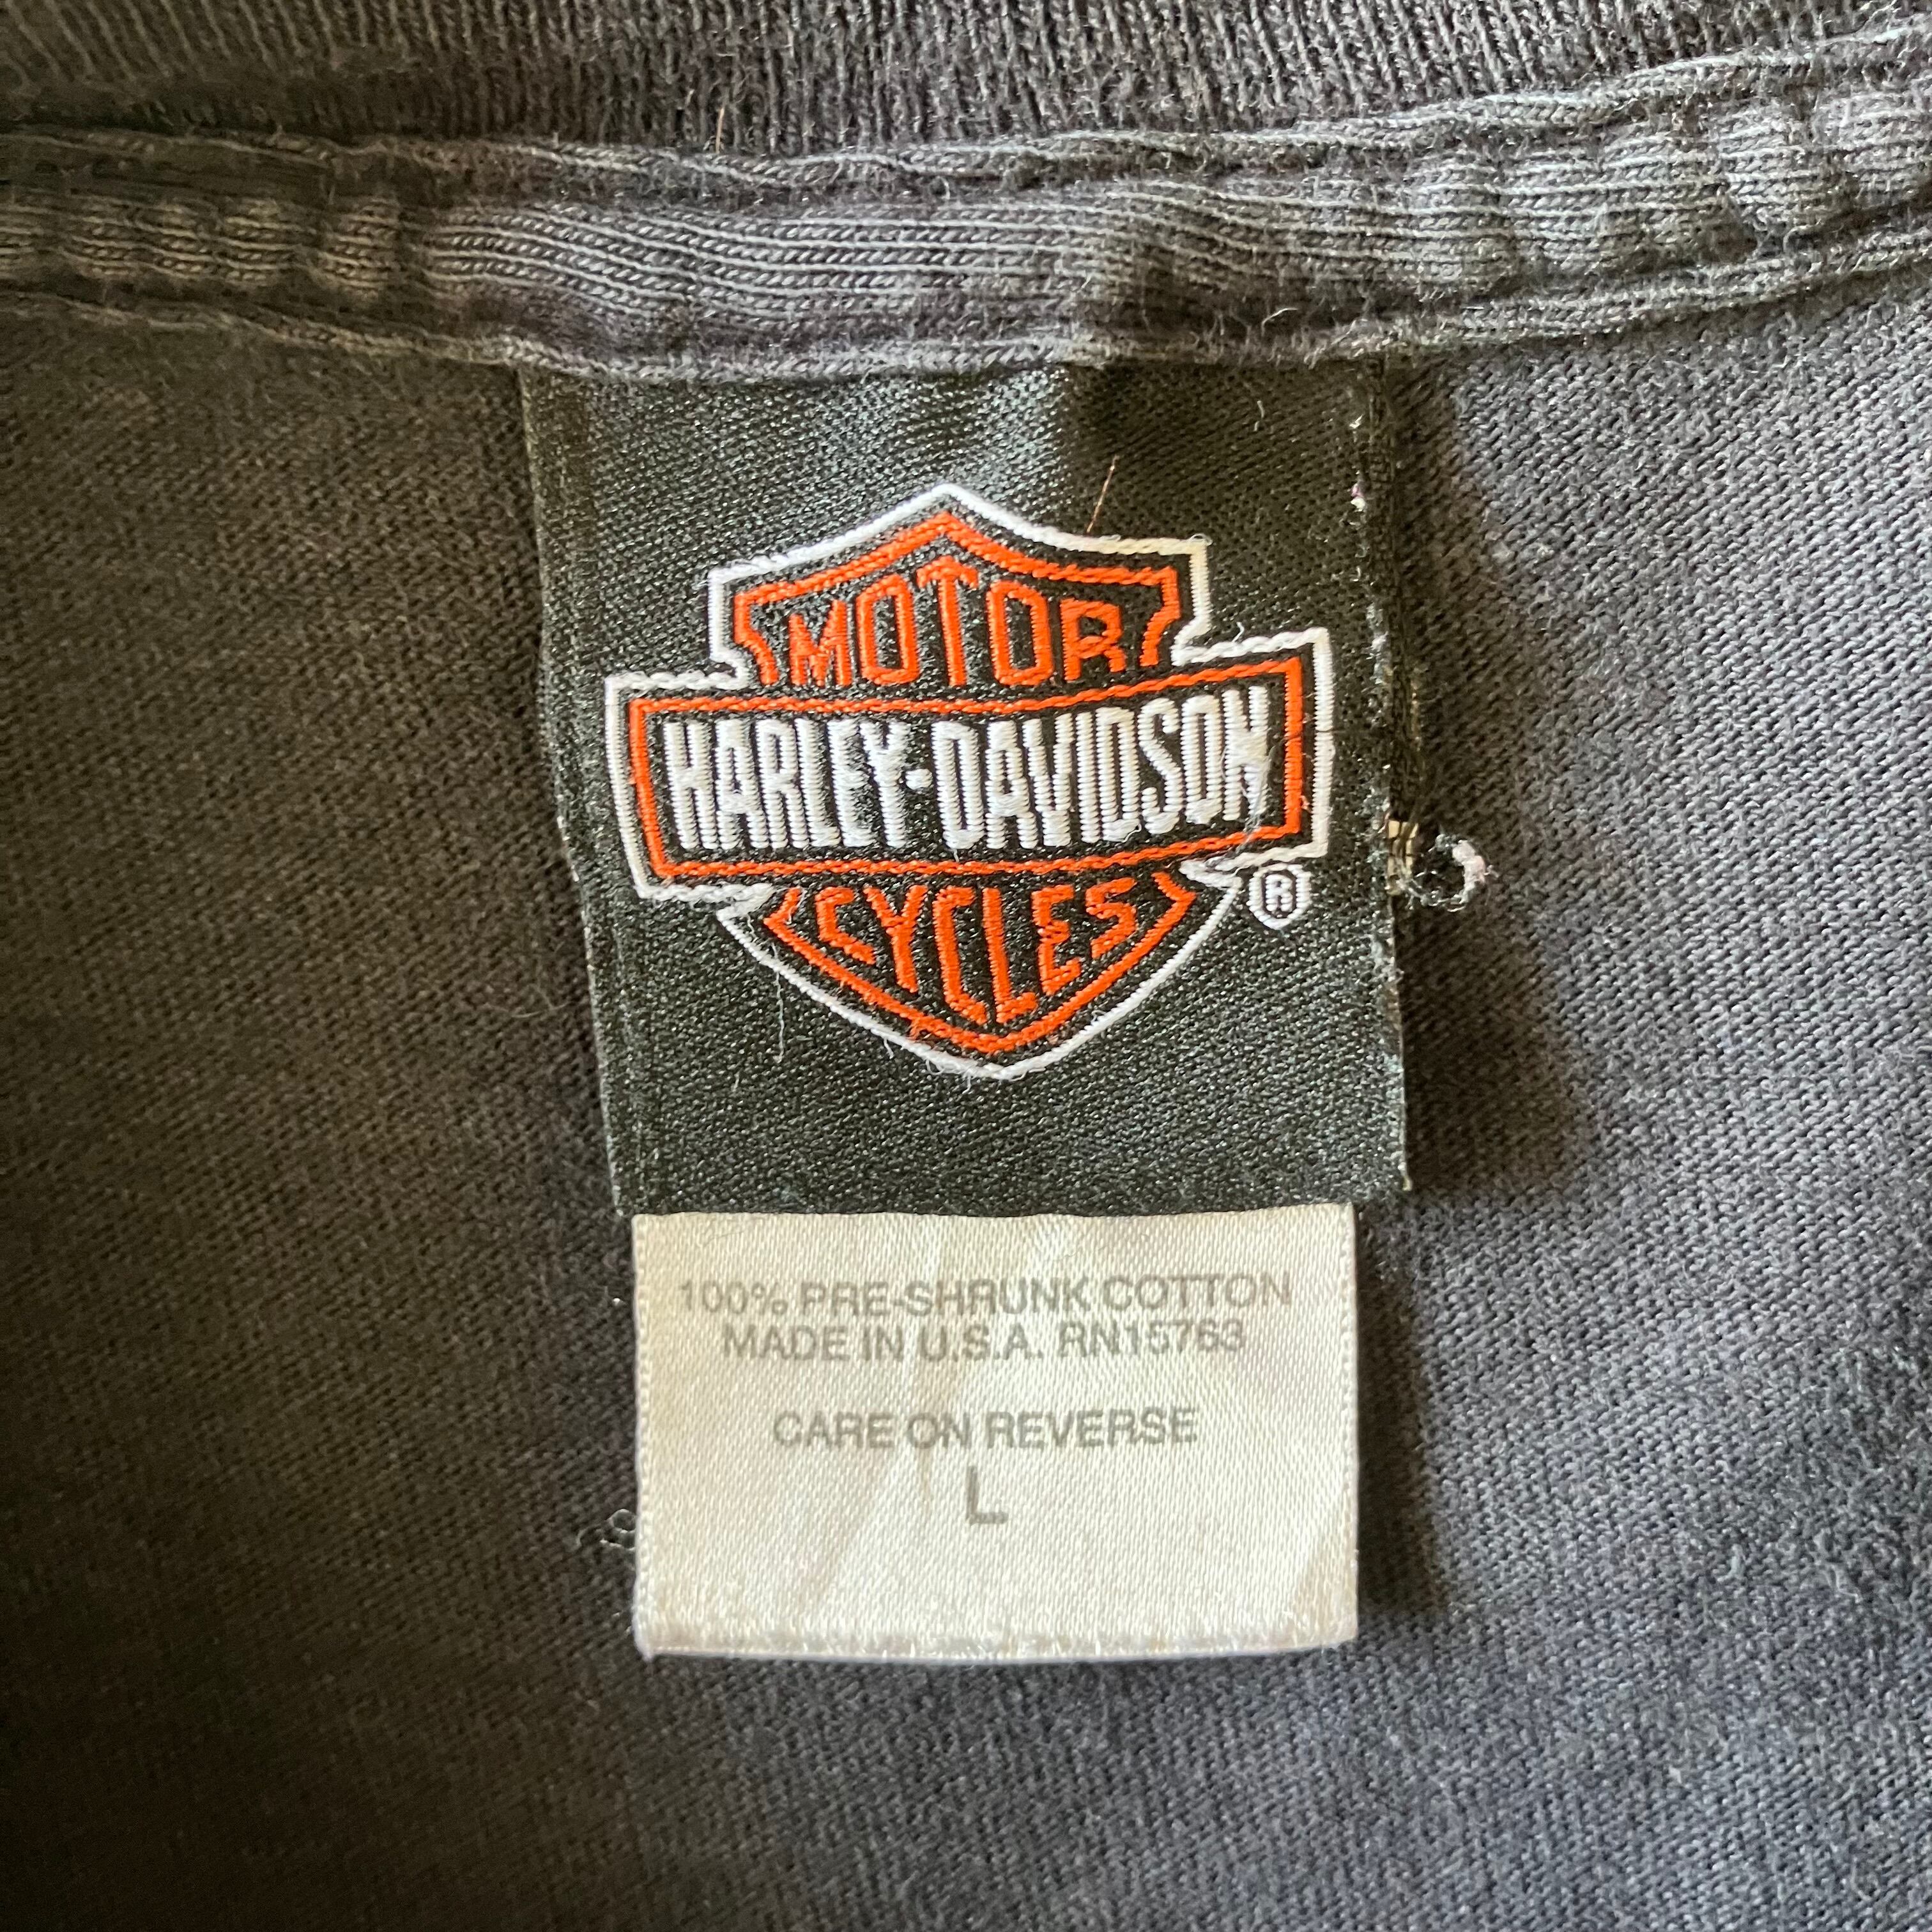 MOTOR
HARLEY-DAVIDSON
CYCLES
®
100% PRE-SHRUNK COTTON
MADE IN U.S.A. RN15763
CARE ON REVERSE
L